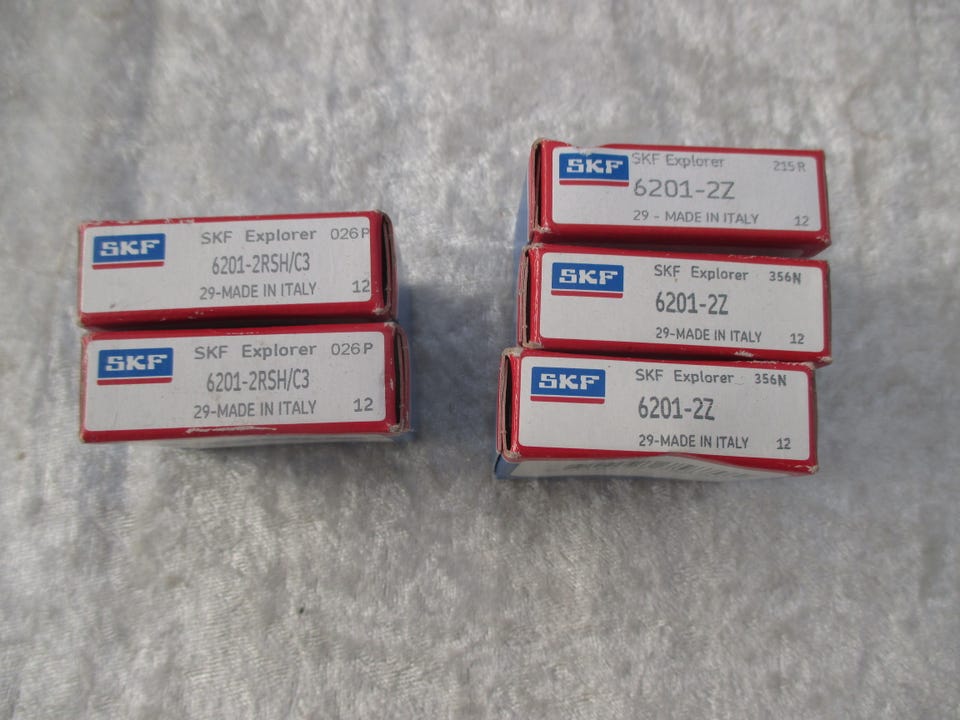 SKF SKF Explorer 026P
6201-2RSH/C3
29-MADE IN ITALY 12
SKF SKF Explorer 026P
6201-2RSH/C3
29-MADE IN ITALY 12
SKF SKF Explorer 215R
6201-2Z
29 - MADE IN ITALY 12
SKF SKF Explorer 356N
6201-2Z
29-MADE IN ITALY 12
SKF SKF Explorer 356N
6201-2Z
29-MADE IN ITALY 12